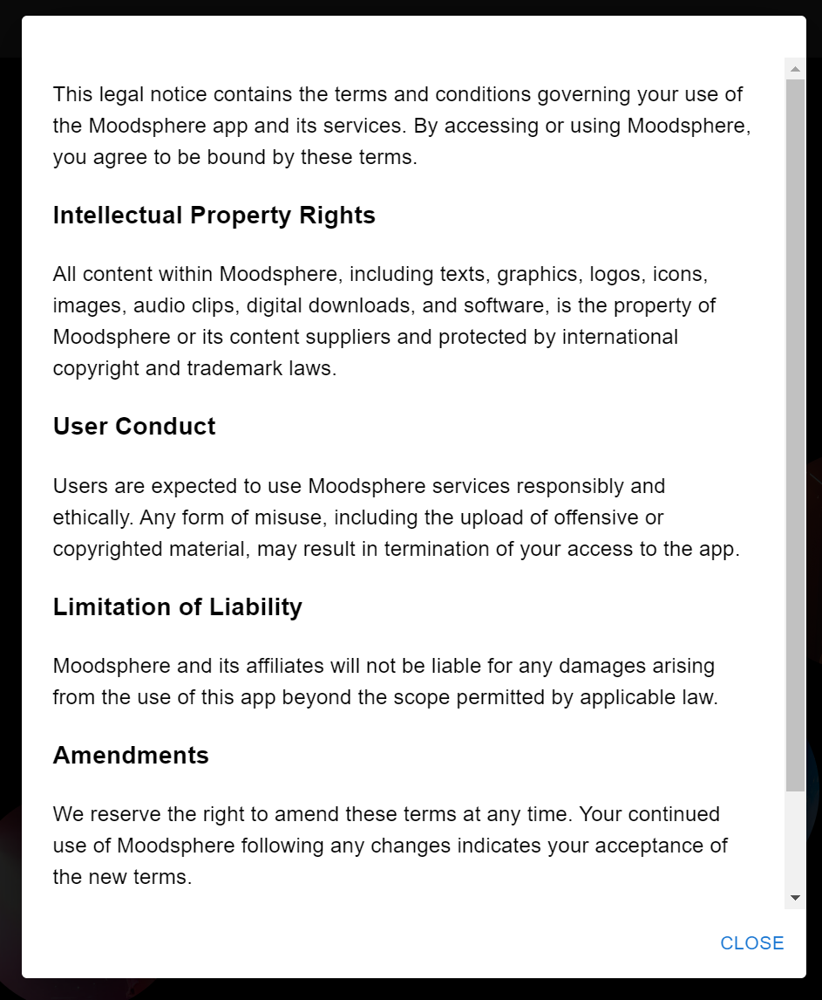 This legal notice contains the terms and conditions governing your use of
the Moodsphere app and its services. By accessing or using Moodsphere,
you agree to be bound by these terms.
Intellectual Property Rights
All content within Moodsphere, including texts, graphics, logos, icons,
images, audio clips, digital downloads, and software, is the property of
Moodsphere or its content suppliers and protected by international
copyright and trademark laws.
User Conduct
Users are expected to use Moodsphere services responsibly and
ethically. Any form of misuse, including the upload of offensive or
copyrighted material, may result in termination of your access to the app.
Limitation of Liability
Moodsphere and its affiliates will not be liable for any damages arising
from the use of this app beyond the scope permitted by applicable law.
Amendments
We reserve the right to amend these terms at any time. Your continued
use of Moodsphere following any changes indicates your acceptance of
the new terms.
CLOSE